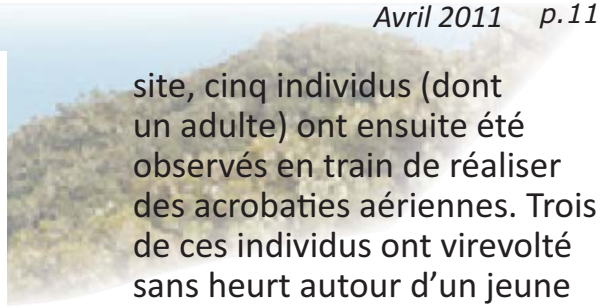 Avril 2011 p.11
site, cinq individus (dont
un adulte) ont ensuite été
observés en train de réaliser
des acrobaties aériennes. Trois
de ces individus ont virevolté
sans heurt autour d’un jeune